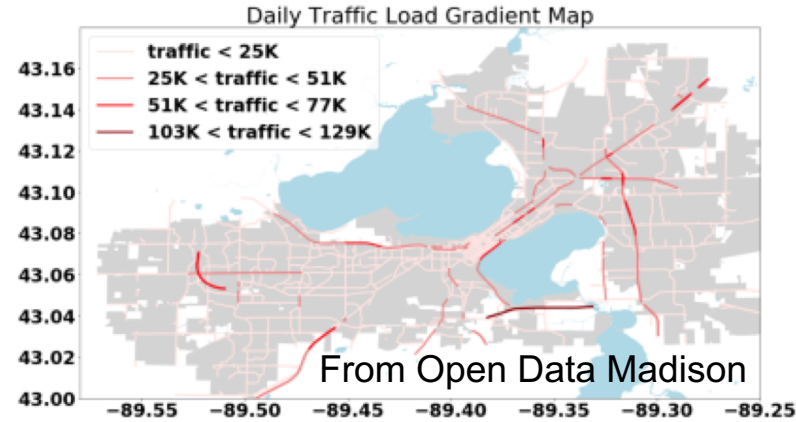 Daily Traffic Load Gradient Map
traffic < 25K
25K < traffic < 51K
51K < traffic < 77K
103K < traffic < 129K
43.16
43.14
43.12
43.10
43.08
43.06
43.04
43.02
43.00
From Open Data Madison
−89.55 −89.50 −89.45 −89.40 −89.35 −89.30 −89.25